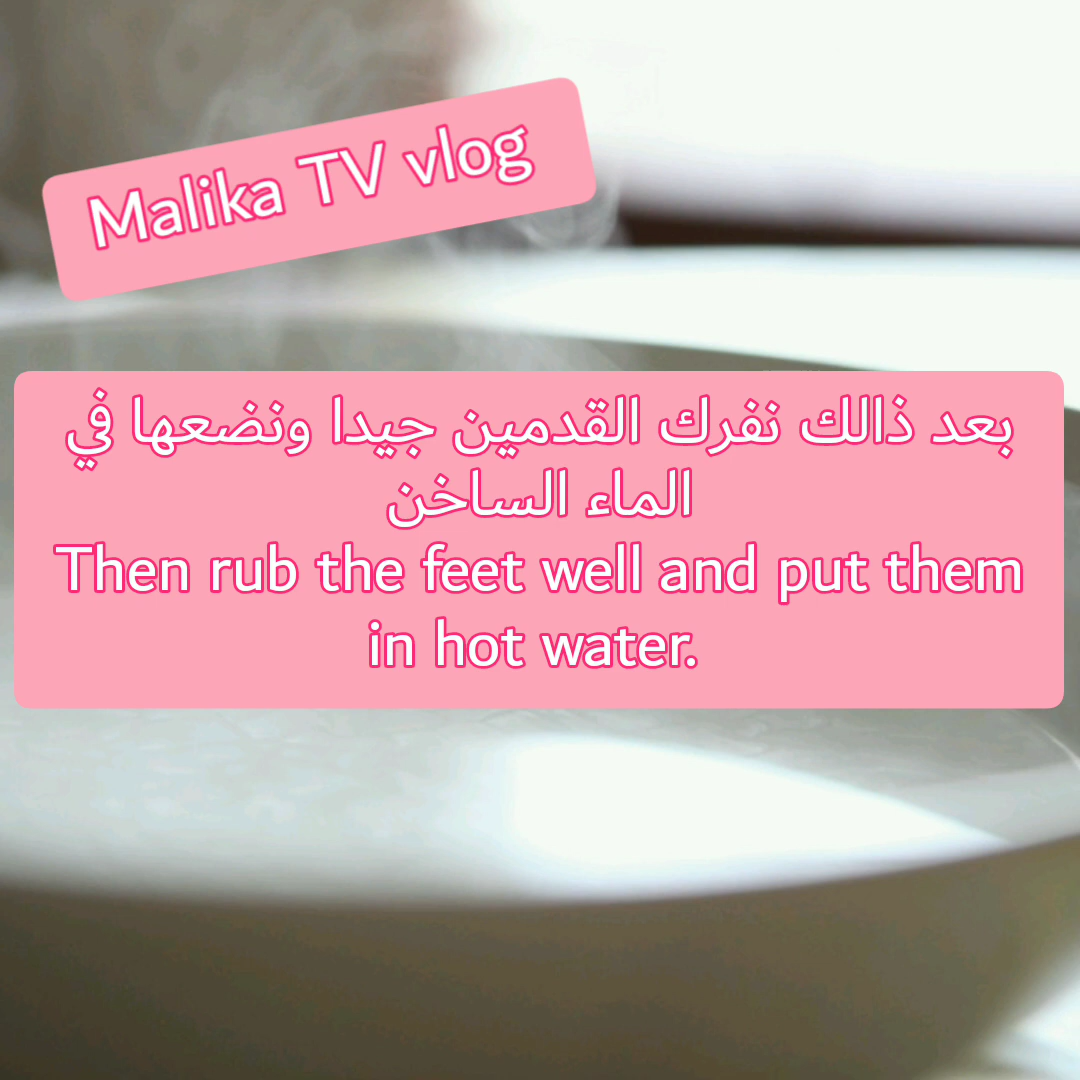 Malika TV vlog
بعد ذالك نفرك القدمين جيدا ونضعها في
الماء الساخن
Then rub the feet well and put them
in hot water.